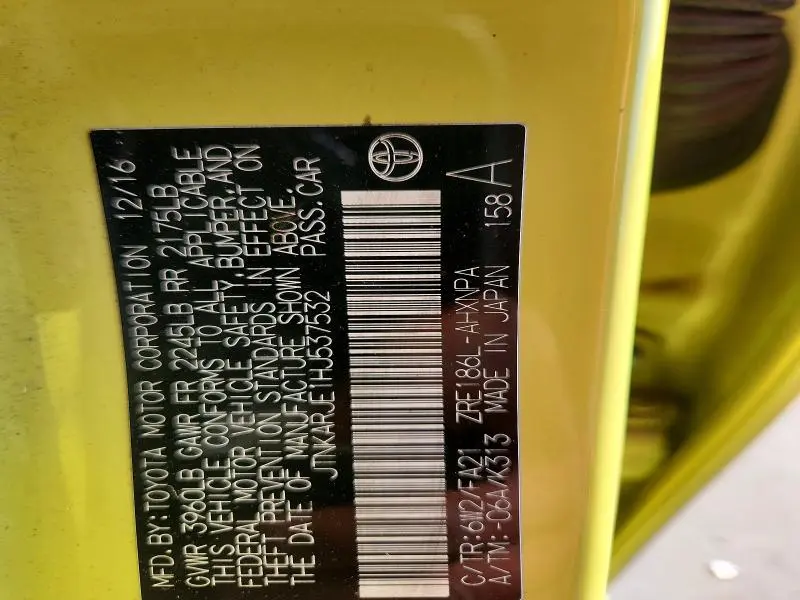 MFD. BY: TOYOTA MOTOR CORPORATION 12/16
GVWR 3960LB GAWR FR 2245LB RR 2175LB
THIS VEHICLE CONFORMS TO ALL APPLICABLE
FEDERAL MOTOR VEHICLE SAFETY, BUMPER, AND
THEFT PREVENTION STANDARDS IN EFFECT ON
THE DATE OF MANUFACTURE SHOWN ABOVE.
JTNKARJE1HJ537532 PASS. CAR
C/TR: 6W2/FA21 ZRE186L-AHXNPA
A/TM: -06A/K313 MADE IN JAPAN 158 A